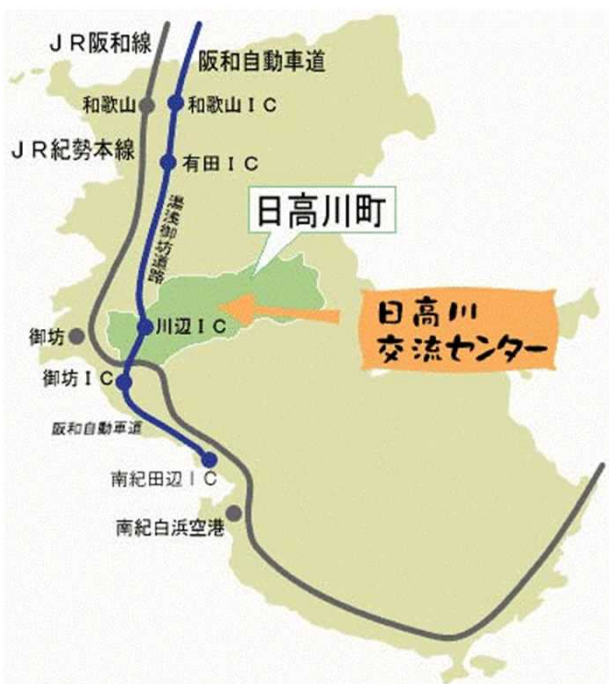 JR阪和線
阪和自動車道
和歌山
和歌山IC
JR紀勢本線
有田IC
湯浅御坊道路
日高川町
日高川
交流センター
川辺IC
御坊
御坊IC
阪和自動車道
南紀田辺IC
南紀白浜空港